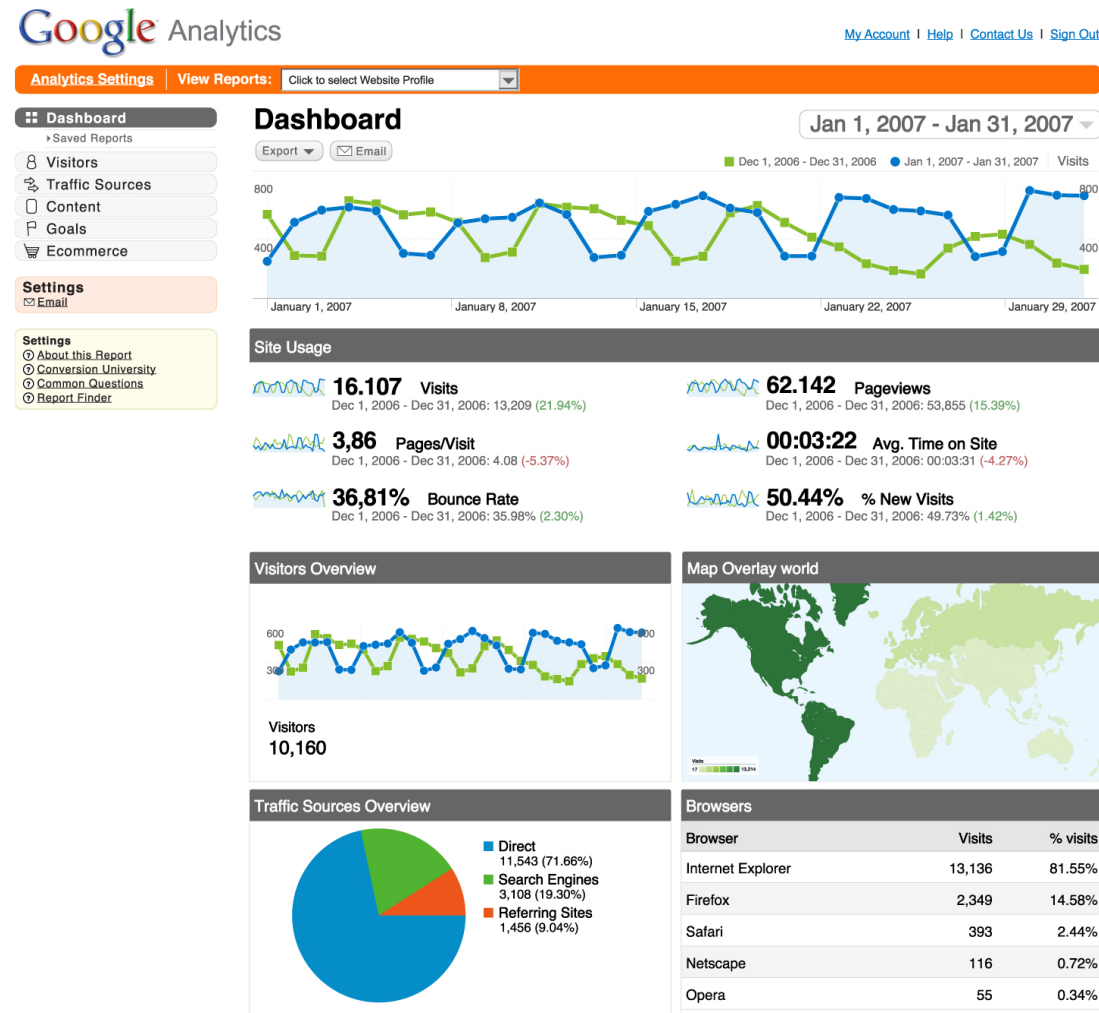 Google Analytics
My Account | Help | Contact Us | Sign Out
Analytics Settings View Reports: Click to select Website Profile
Dashboard
Saved Reports
Visitors
Traffic Sources
Content
Goals
Ecommerce
Settings
Email
Settings
About this Report
Conversion University
Common Questions
Report Finder
Dashboard
Jan 1, 2007 - Jan 31, 2007
Export Email
Dec 1, 2006 - Dec 31, 2006 Jan 1, 2007 - Jan 31, 2007 Visits
800 800
400 400
January 1, 2007 January 8, 2007 January 15, 2007 January 22, 2007 January 29, 2007
Site Usage
16.107 Visits
Dec 1, 2006 - Dec 31, 2006: 13,209 (21.94%)
62.142 Pageviews
Dec 1, 2006 - Dec 31, 2006: 53,855 (15.39%)
3,86 Pages/Visit
Dec 1, 2006 - Dec 31, 2006: 4.08 (-5.37%)
00:03:22 Avg. Time on Site
Dec 1, 2006 - Dec 31, 2006: 00:03:31 (-4.27%)
36,81% Bounce Rate
Dec 1, 2006 - Dec 31, 2006: 35.98% (2.30%)
50.44% % New Visits
Dec 1, 2006 - Dec 31, 2006: 49.73% (1.42%)
Visitors Overview
600 600
300 300
Visitors
10,160
Map Overlay world
Visits
17 13,214
Traffic Sources Overview
Direct
11,543 (71.66%)
Search Engines
3,108 (19.30%)
Referring Sites
1,456 (9.04%)
Browsers
Browser Visits % visits
Internet Explorer 13,136 81.55%
Firefox 2,349 14.58%
Safari 393 2.44%
Netscape 116 0.72%
Opera 55 0.34%